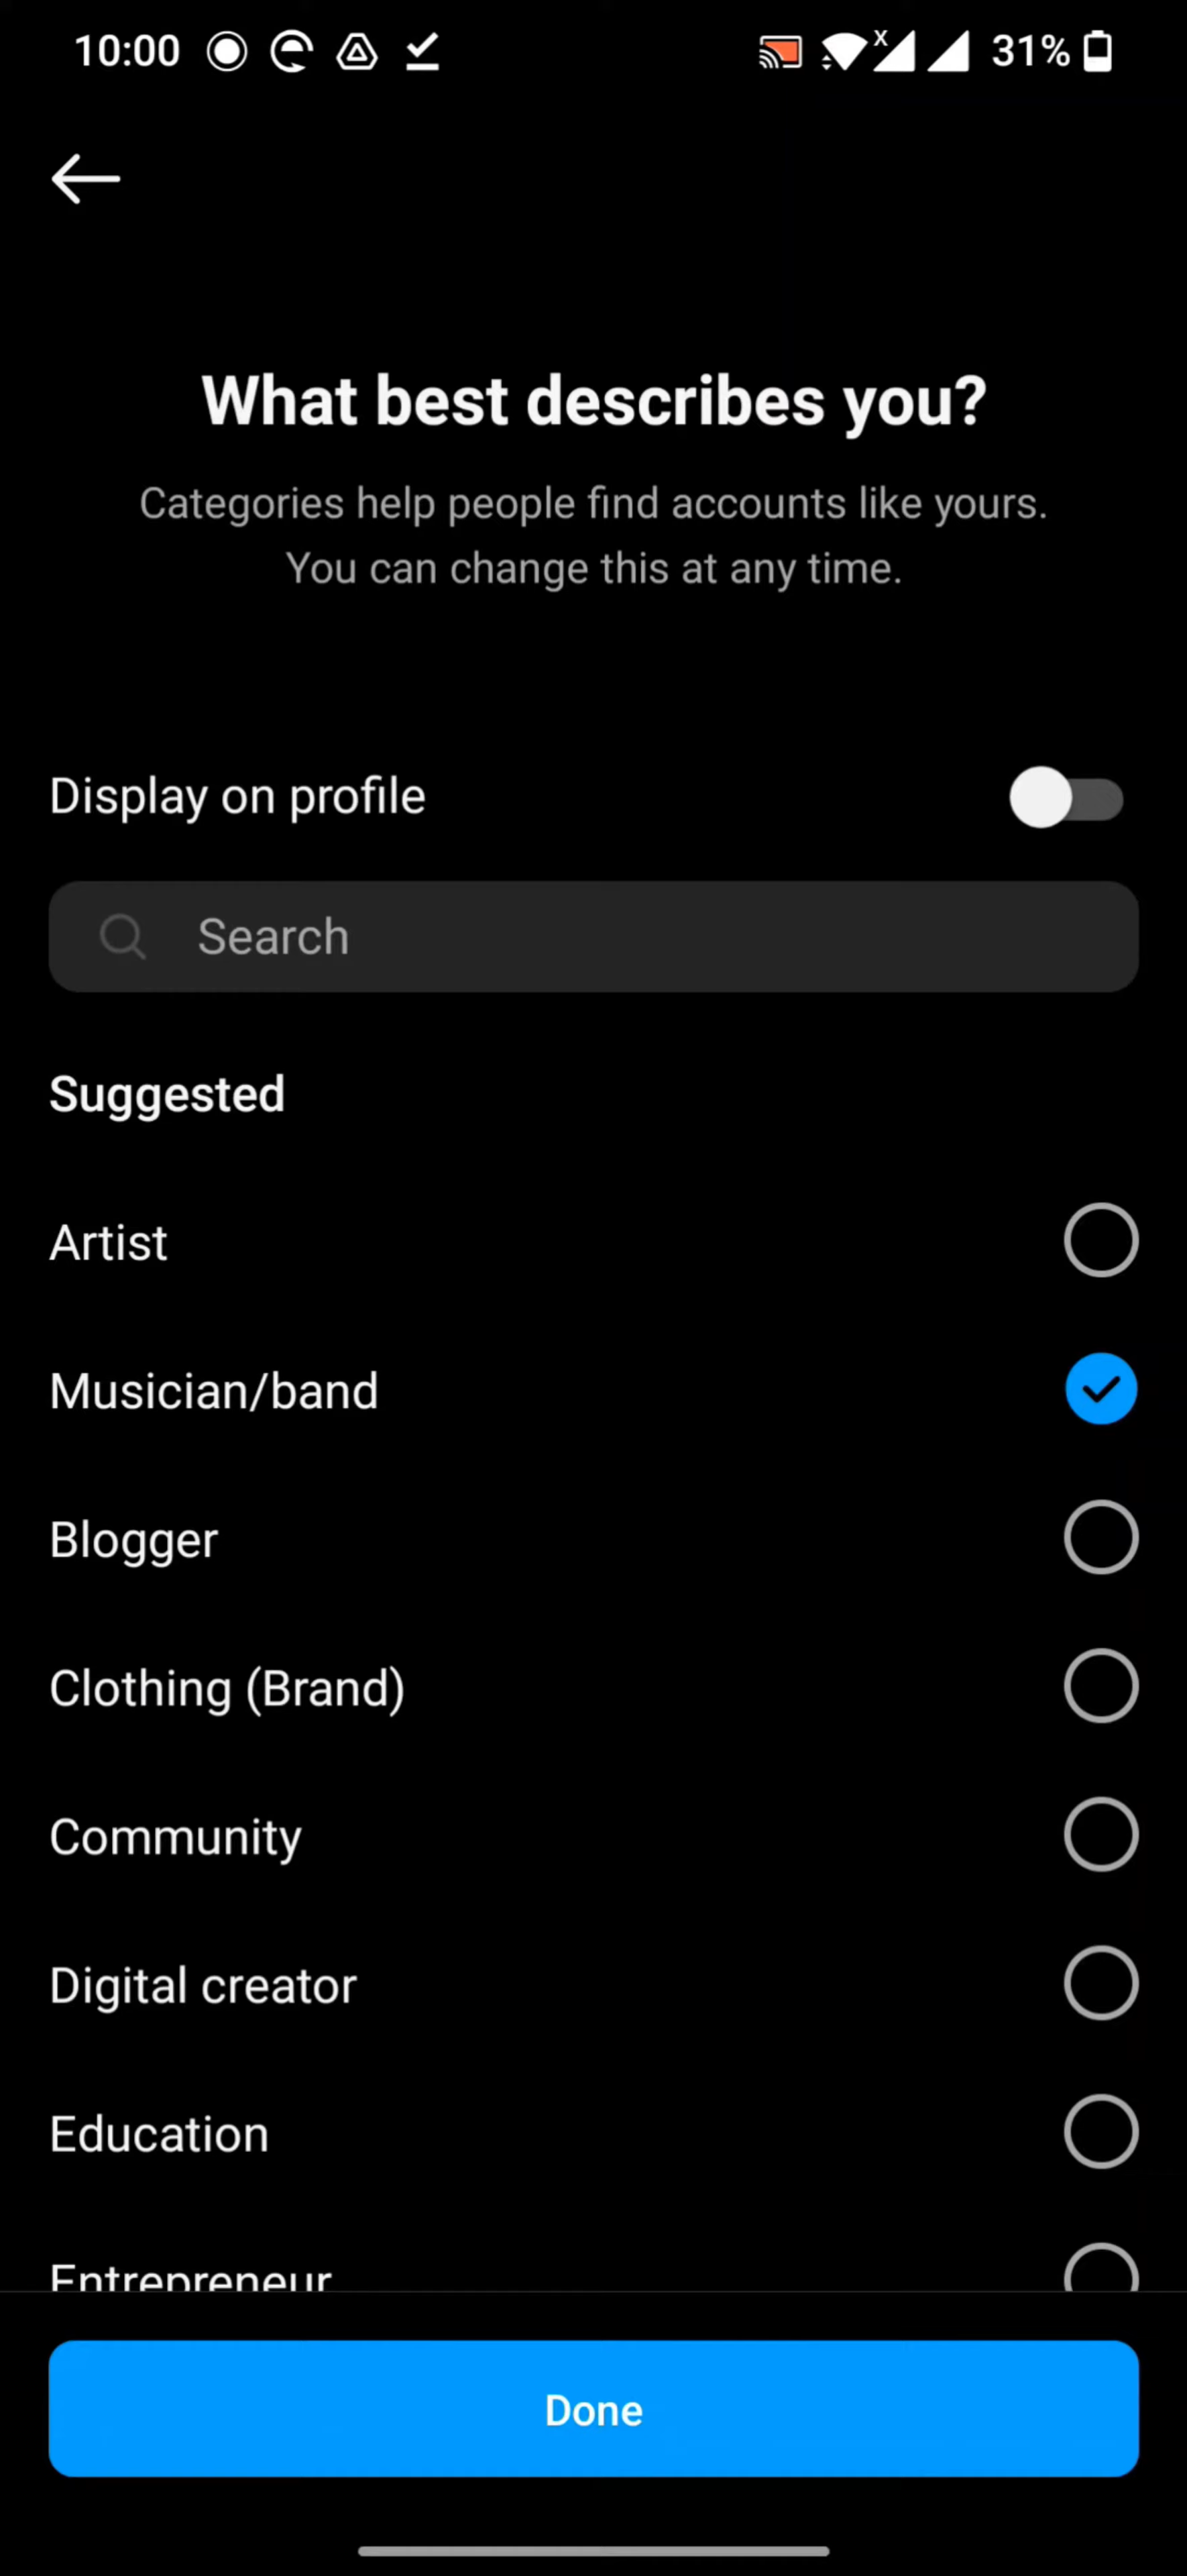 10:00
x
31%
What best describes you?
Categories help people find accounts like yours.
You can change this at any time.
Display on profile
Search
Suggested
Artist
Musician/band
Blogger
Clothing (Brand)
Community
Digital creator
Education
Entrepreneur
Done